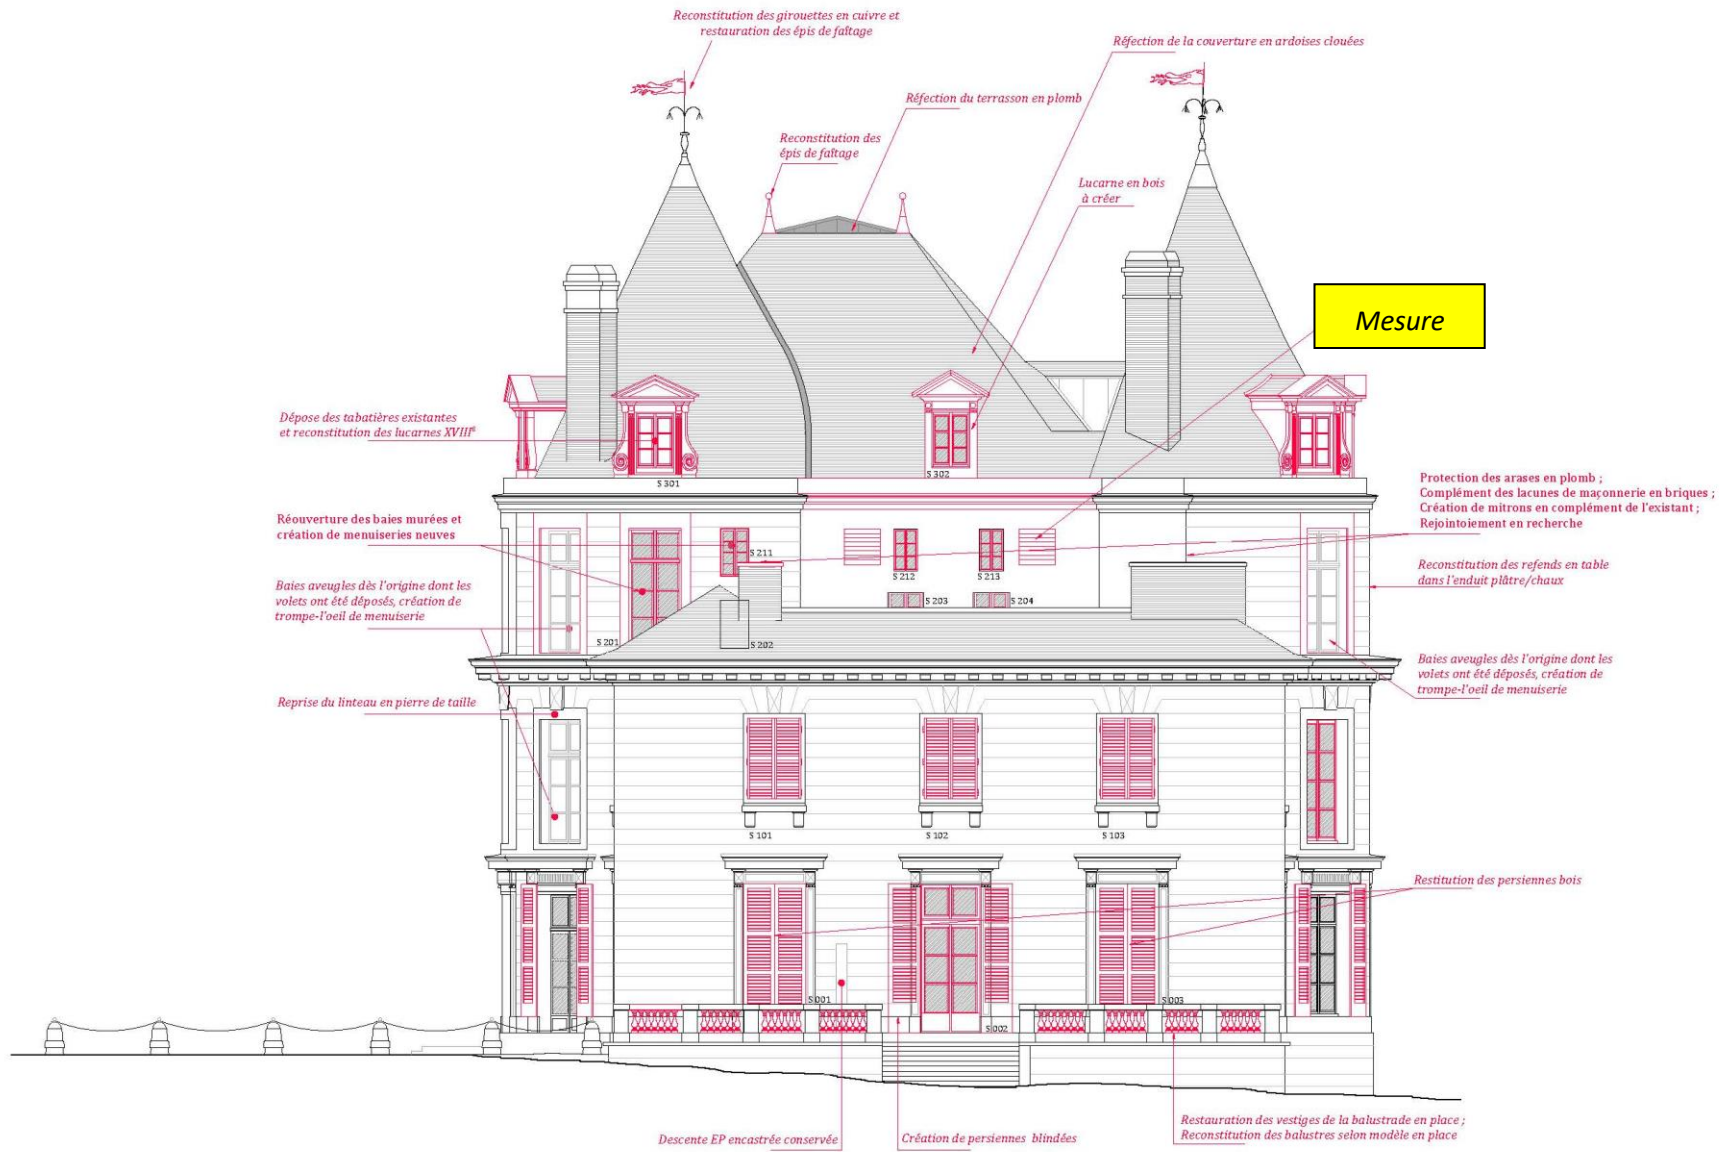 Reconstitution des girouettes en cuivre et
restauration des épis de faîtage
Réfection de la couverture en ardoises clouées
Réfection du terrasson en plomb
Reconstitution des
épis de faîtage
Lucarne en bois
à créer
Mesure
Dépose des tabatières existantes
et reconstitution des lucarnes XVIIIᵉ
S 301
S 302
Protection des arases en plomb ;
Complément des lacunes de maçonnerie en briques ;
Création de mitrons en complément de l'existant ;
Rejointoiement en recherche
Réouverture des baies murées et
création de menuiseries neuves
S 211
S 212
S 213
Reconstitution des refends en table
dans l'enduit plâtre/chaux
Baies aveugles dès l'origine dont les
volets ont été déposés, création de
trompe-l'oeil de menuiserie
S 203
S 204
S 201
S 202
Baies aveugles dès l'origine dont les
volets ont été déposés, création de
trompe-l'oeil de menuiserie
Reprise du linteau en pierre de taille
S 101
S 102
S 103
Restitution des persiennes bois
S 001
S 003
S 002
Restauration des vestiges de la balustrade en place ;
Reconstitution des balustres selon modèle en place
Descente EP encastrée conservée
Création de persiennes blindées